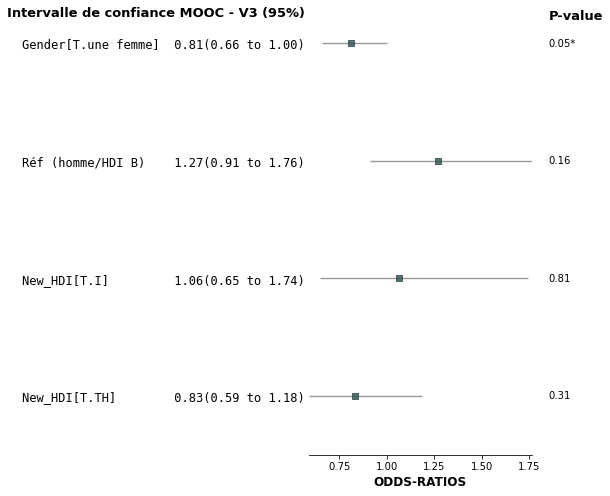 Intervalle de confiance MOOC - V3 (95%) P-value
Gender[T.une femme] 0.81(0.66 to 1.00) 0.05*
Réf (homme/HDI B) 1.27(0.91 to 1.76) 0.16
New_HDI[T.I] 1.06(0.65 to 1.74) 0.81
New_HDI[T.TH] 0.83(0.59 to 1.18) 0.31
0.75 1.00 1.25 1.50 1.75
ODDS-RATIOS